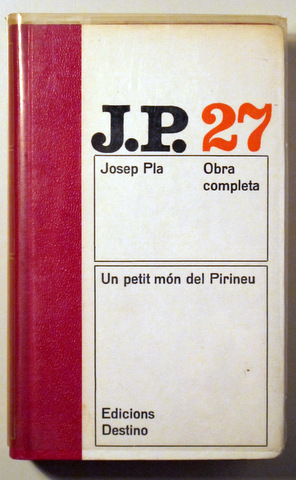 J.P. 27
Josep Pla Obra
completa
Un petit món del Pirineu
Edicions
Destino